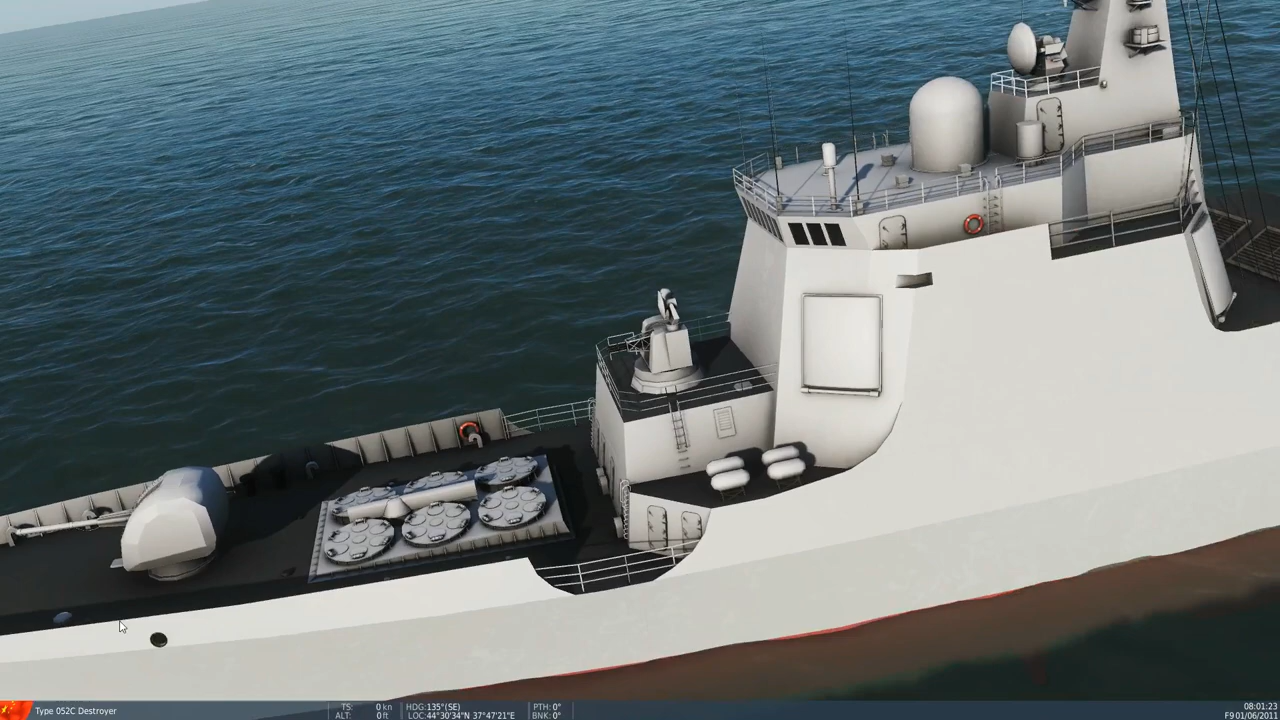 Type 052C Destroyer
TS: 0 kn
ALT: 0 ft
HDG: 135°(SE)
LOC: 44°30'34"N 37°47'21"E
PTH: 0°
BNK: 0°
08:01:23
F9 01/06/2011